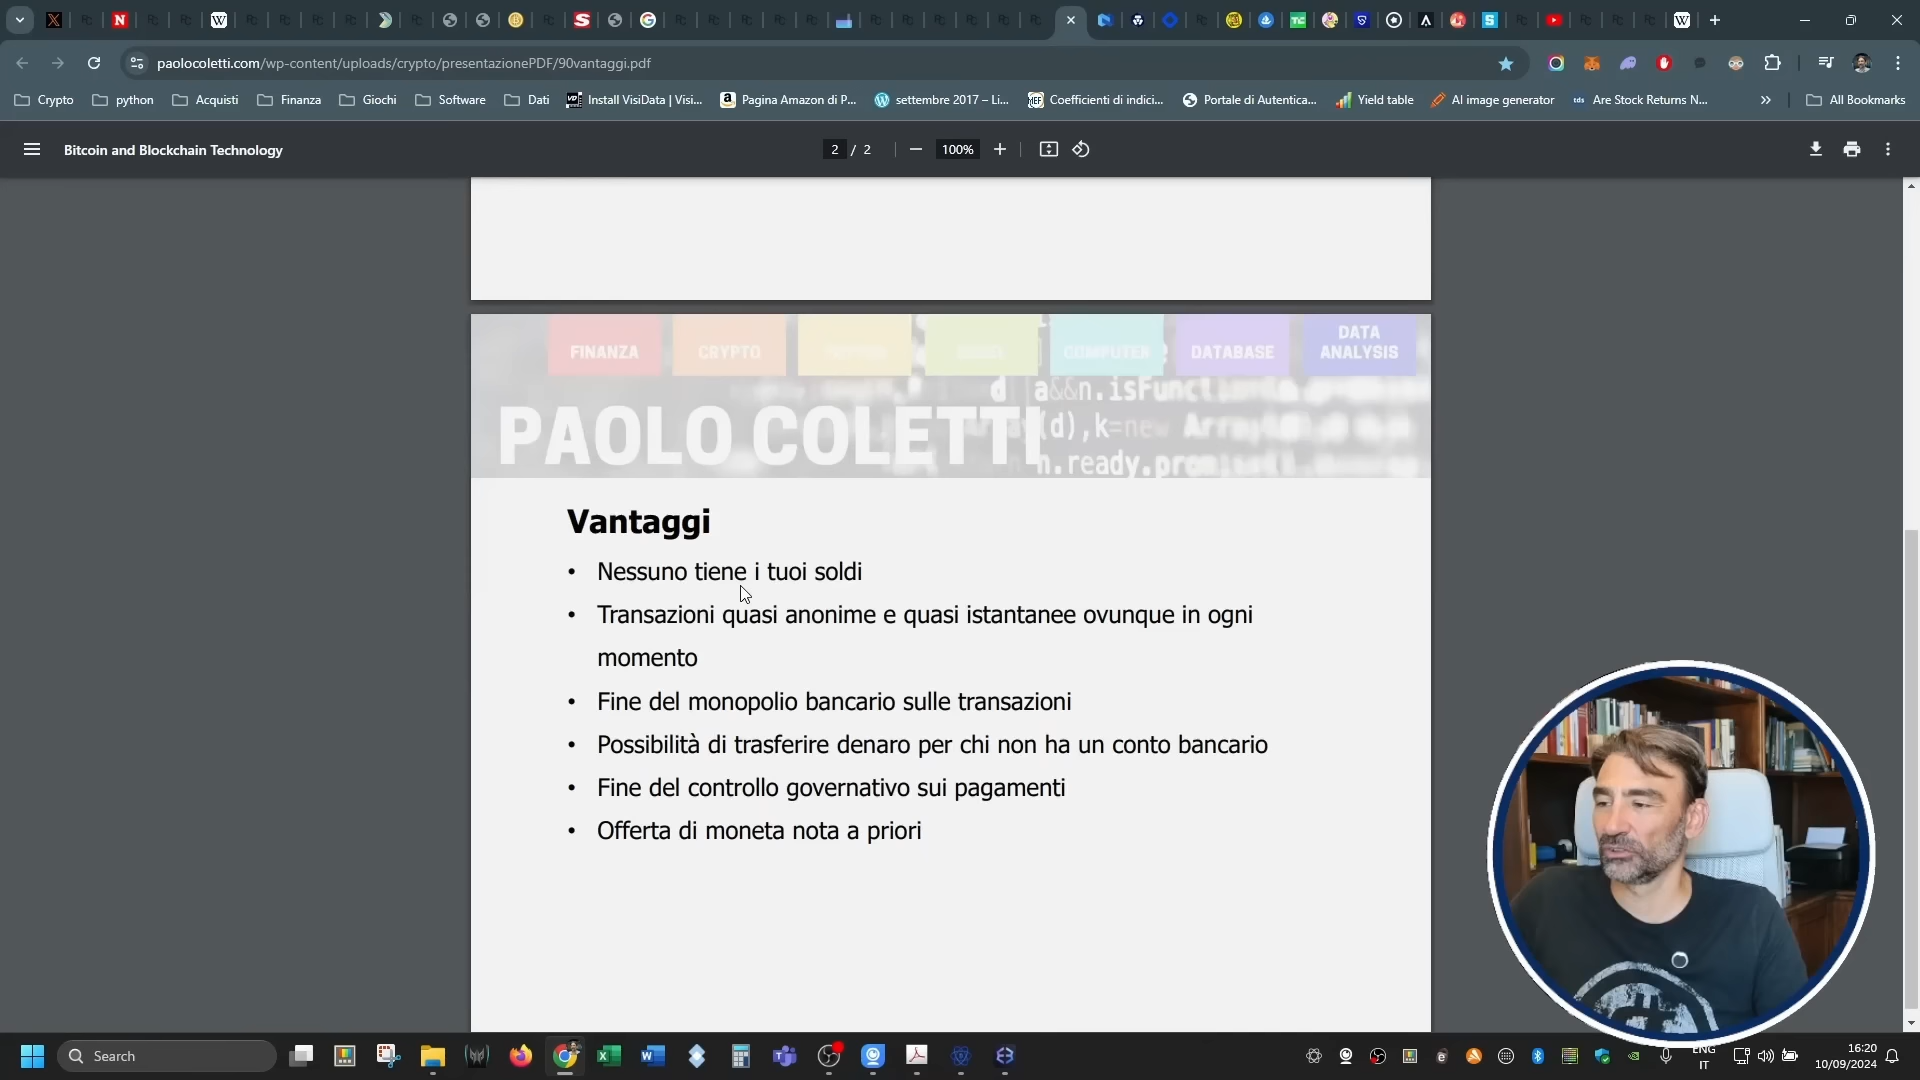 paolocoletti.com/wp-content/uploads/crypto/presentazionePDF/90vantaggi.pdf
Crypto
python
Acquisti
Finanza
Giochi
Software
Dati
Install VisiData | Visi...
Pagina Amazon di P...
settembre 2017 – Li...
Coefficienti di indici...
Portale di Autentica...
Yield table
AI image generator
Are Stock Returns N...
All Bookmarks
Bitcoin and Blockchain Technology
2 / 2
100%
FINANZA
CRYPTO
COMPUTER
DATABASE
DATA
ANALYSIS
PAOLO COLETTI
Vantaggi
• Nessuno tiene i tuoi soldi
• Transazioni quasi anonime e quasi istantanee ovunque in ogni
momento
• Fine del monopolio bancario sulle transazioni
• Possibilità di trasferire denaro per chi non ha un conto bancario
• Fine del controllo governativo sui pagamenti
• Offerta di moneta nota a priori
Search
ENG
IT
16:20
10/09/2024